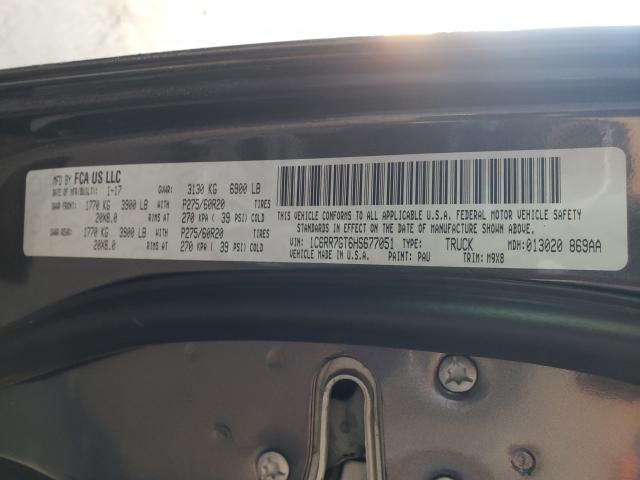 MFD BY FCA US LLC
DATE OF MFR(BUILT): 1-17 GVWR: 3130 KG 6900 LB
FRONT: 1770 KG 3900 LB WITH P275/60R20 TIRES
20X8.0 RIMS AT 270 KPA ( 39 PSI) COLD
REAR: 1770 KG 3900 LB WITH P275/60R20 TIRES
20X8.0 RIMS AT 270 KPA ( 39 PSI) COLD
THIS VEHICLE CONFORMS TO ALL APPLICABLE U.S.A. FEDERAL MOTOR VEHICLE SAFETY
STANDARDS IN EFFECT ON THE DATE OF MANUFACTURE SHOWN ABOVE.
VIN: 1C6RR7GT6HS677051 TYPE: TRUCK MDH: 013020 869AA
VEHICLE MADE IN U.S.A. PAINT: PAU TRIM: M9X8